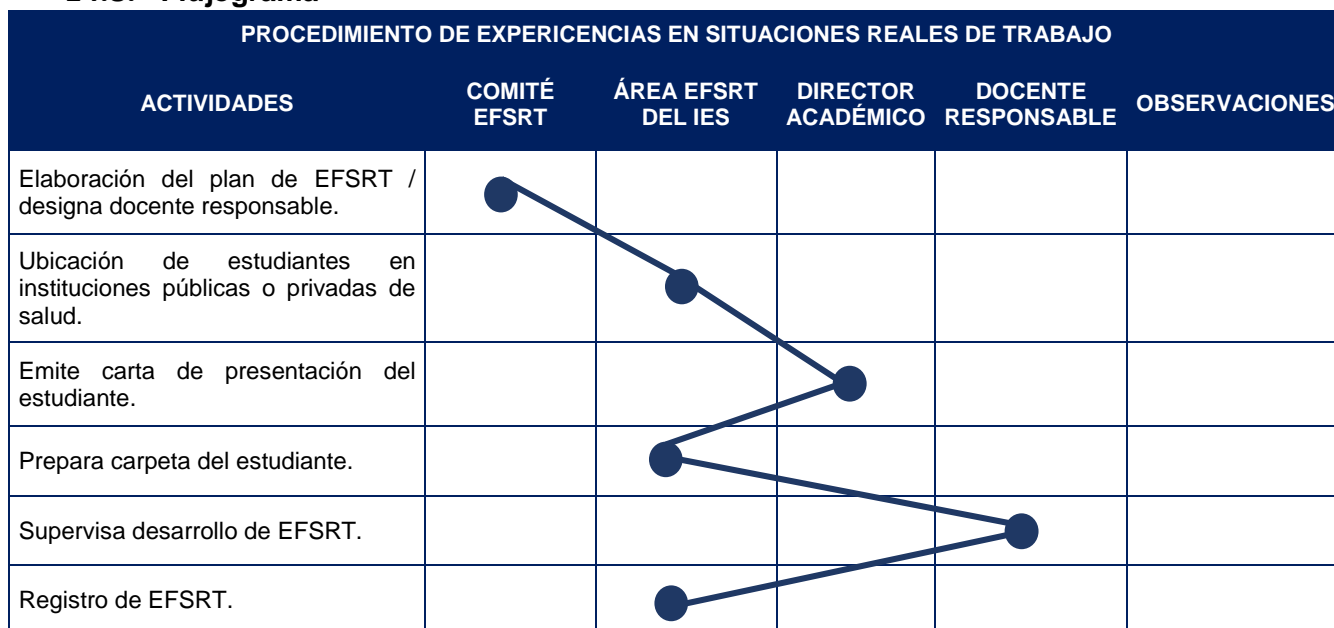 PROCEDIMIENTO DE EXPERICENCIAS EN SITUACIONES REALES DE TRABAJO
ACTIVIDADES
COMITÉ
EFSRT
ÁREA EFSRT
DEL IES
DIRECTOR
ACADÉMICO
DOCENTE
RESPONSABLE
OBSERVACIONES
Elaboración del plan de EFSRT /
designa docente responsable.
Ubicación de estudiantes en
instituciones públicas o privadas de
salud.
Emite carta de presentación del
estudiante.
Prepara carpeta del estudiante.
Supervisa desarrollo de EFSRT.
Registro de EFSRT.